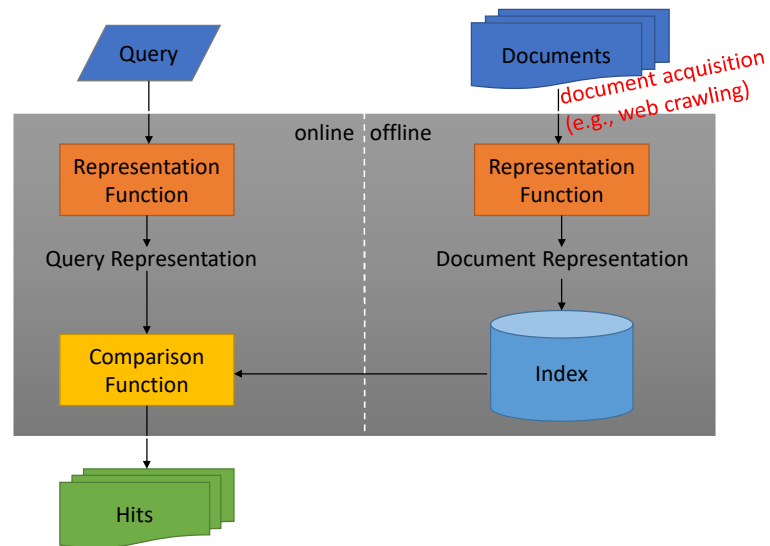 Query
Documents
document acquisition
(e.g., web crawling)
online
offline
Representation
Function
Representation
Function
Query Representation
Document Representation
Comparison
Function
Index
Hits